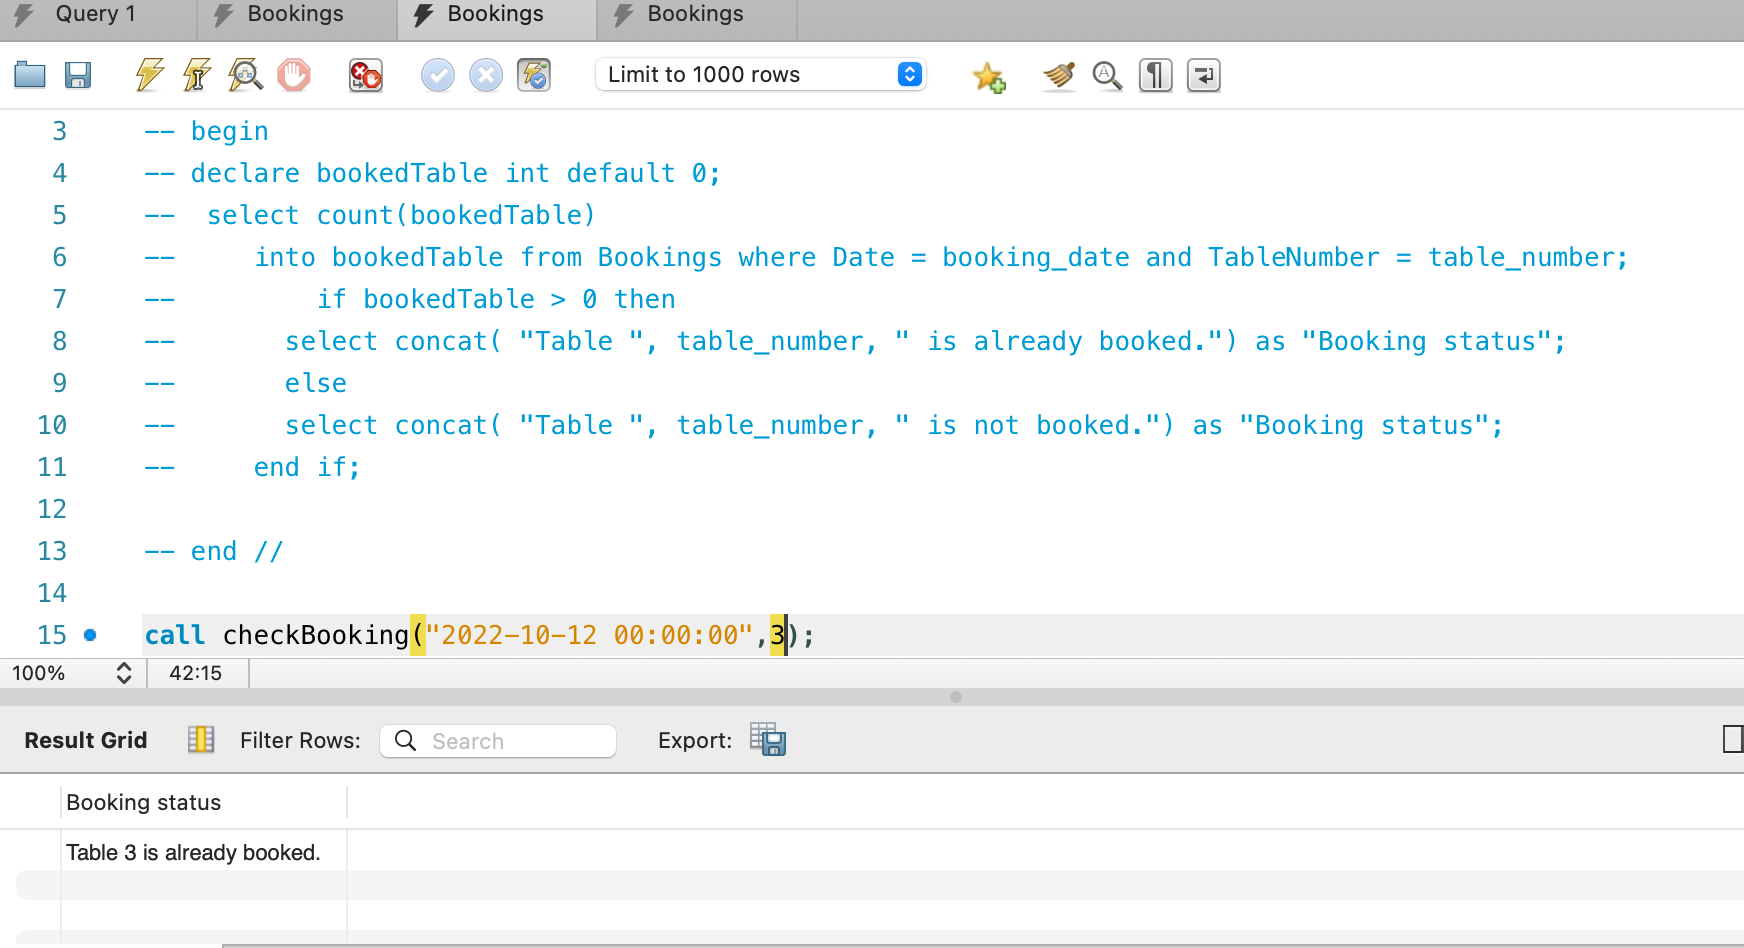 Query 1 Bookings Bookings Bookings
Limit to 1000 rows
3 -- begin
4 -- declare bookedTable int default 0;
5 --  select count(bookedTable)
6 --     into bookedTable from Bookings where Date = booking_date and TableNumber = table_number;
7 --         if bookedTable > 0 then
8 --       select concat( "Table ", table_number, " is already booked.") as "Booking status";
9 --       else
10 --       select concat( "Table ", table_number, " is not booked.") as "Booking status";
11 --     end if;
12
13 -- end //
14
15 call checkBooking("2022-10-12 00:00:00",3);
100% 42:15
Result Grid Filter Rows: Search Export:
Booking status
Table 3 is already booked.